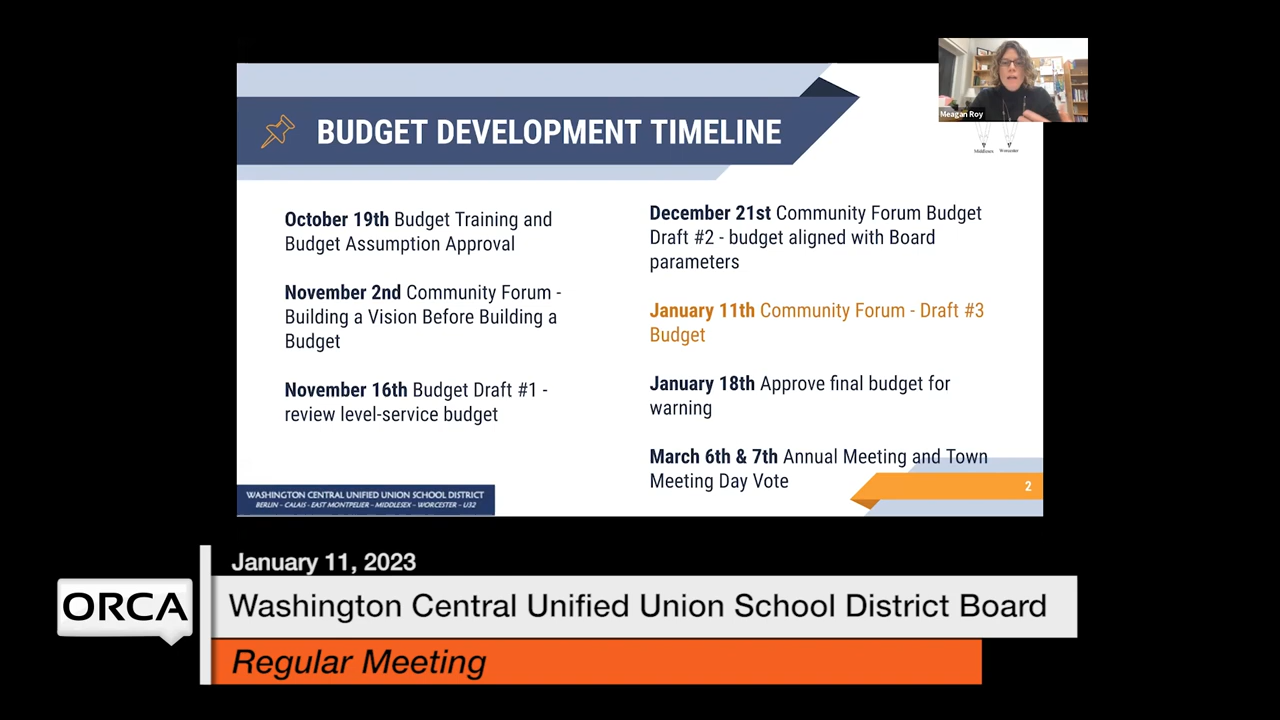 Meagan Roy
BUDGET DEVELOPMENT TIMELINE
Middlesex Worcester
October 19th Budget Training and
Budget Assumption Approval
November 2nd Community Forum -
Building a Vision Before Building a
Budget
November 16th Budget Draft #1 -
review level-service budget
December 21st Community Forum Budget
Draft #2 - budget aligned with Board
parameters
January 11th Community Forum - Draft #3
Budget
January 18th Approve final budget for
warning
March 6th & 7th Annual Meeting and Town
Meeting Day Vote
2
WASHINGTON CENTRAL UNIFIED UNION SCHOOL DISTRICT
BERLIN – CALAIS - EAST MONTPELIER – MIDDLESEX – WORCESTER – U32
January 11, 2023
ORCA
Washington Central Unified Union School District Board
Regular Meeting